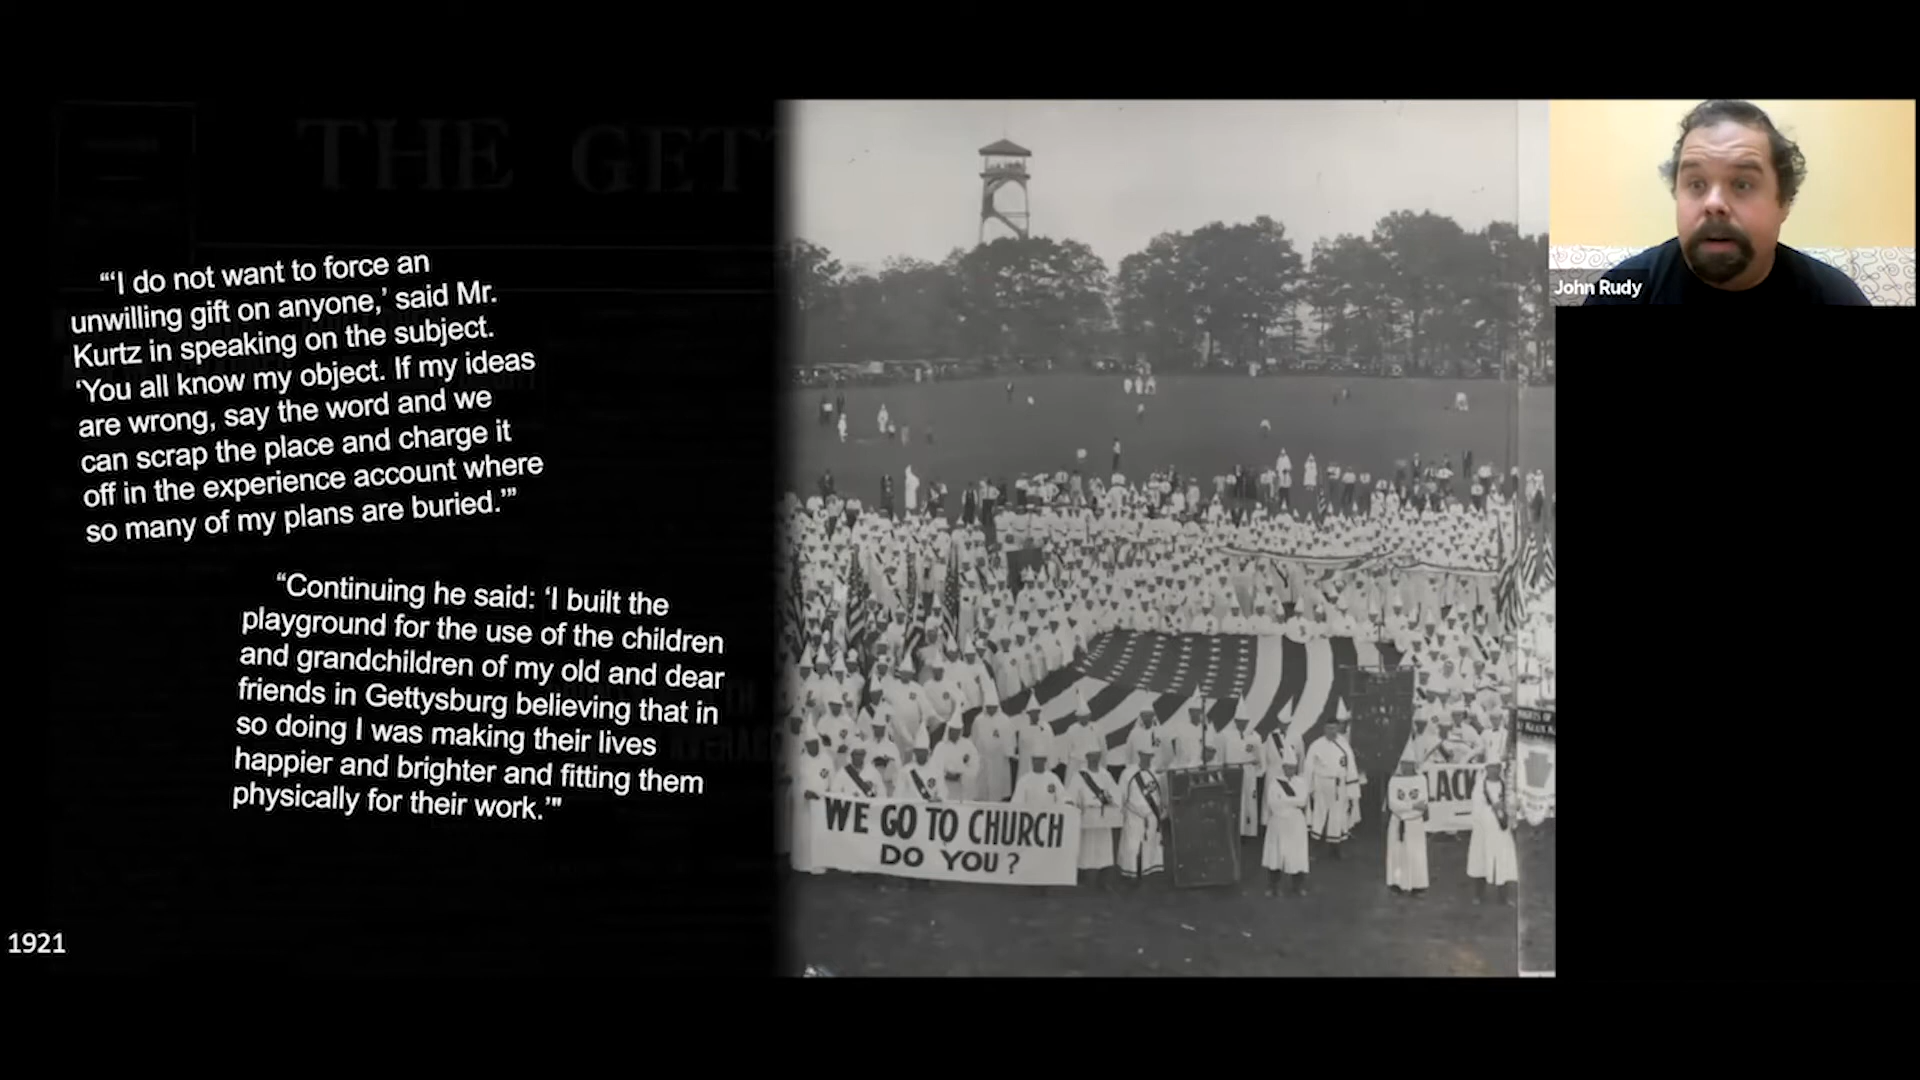 THE GETT
“‘I do not want to force an
unwilling gift on anyone,’ said Mr.
Kurtz in speaking on the subject.
‘You all know my object. If my ideas
are wrong, say the word and we
can scrap the place and charge it
off in the experience account where
so many of my plans are buried.’”
“Continuing he said: ‘I built the
playground for the use of the children
and grandchildren of my old and dear
friends in Gettysburg believing that in
so doing I was making their lives
happier and brighter and fitting them
physically for their work.’”
1921
WE GO TO CHURCH
DO YOU?
LACK
John Rudy